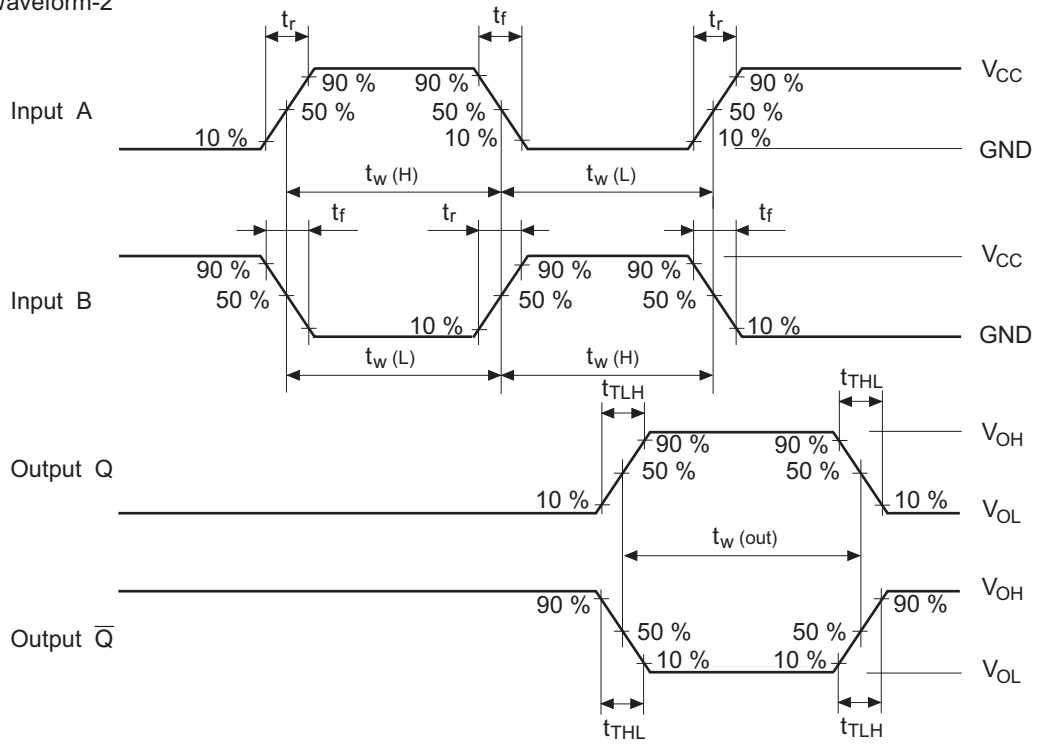 Waveform-2
tr tf tr
90 % 90 % 90 % VCC
Input A 50 % 50 % 50 %
10 % 10 % 10 % GND
tw (H) tw (L)
tf tr tf
90 % 90 % 90 % VCC
Input B 50 % 50 % 50 %
10 % 10 % GND
tw (L) tw (H)
tTLH tTHL
90 % 90 % VOH
Output Q 50 % 50 %
10 % 10 % VOL
tw (out)
90 % 90 % VOH
Output Q̅ 50 % 50 %
10 % 10 % VOL
tTHL tTLH